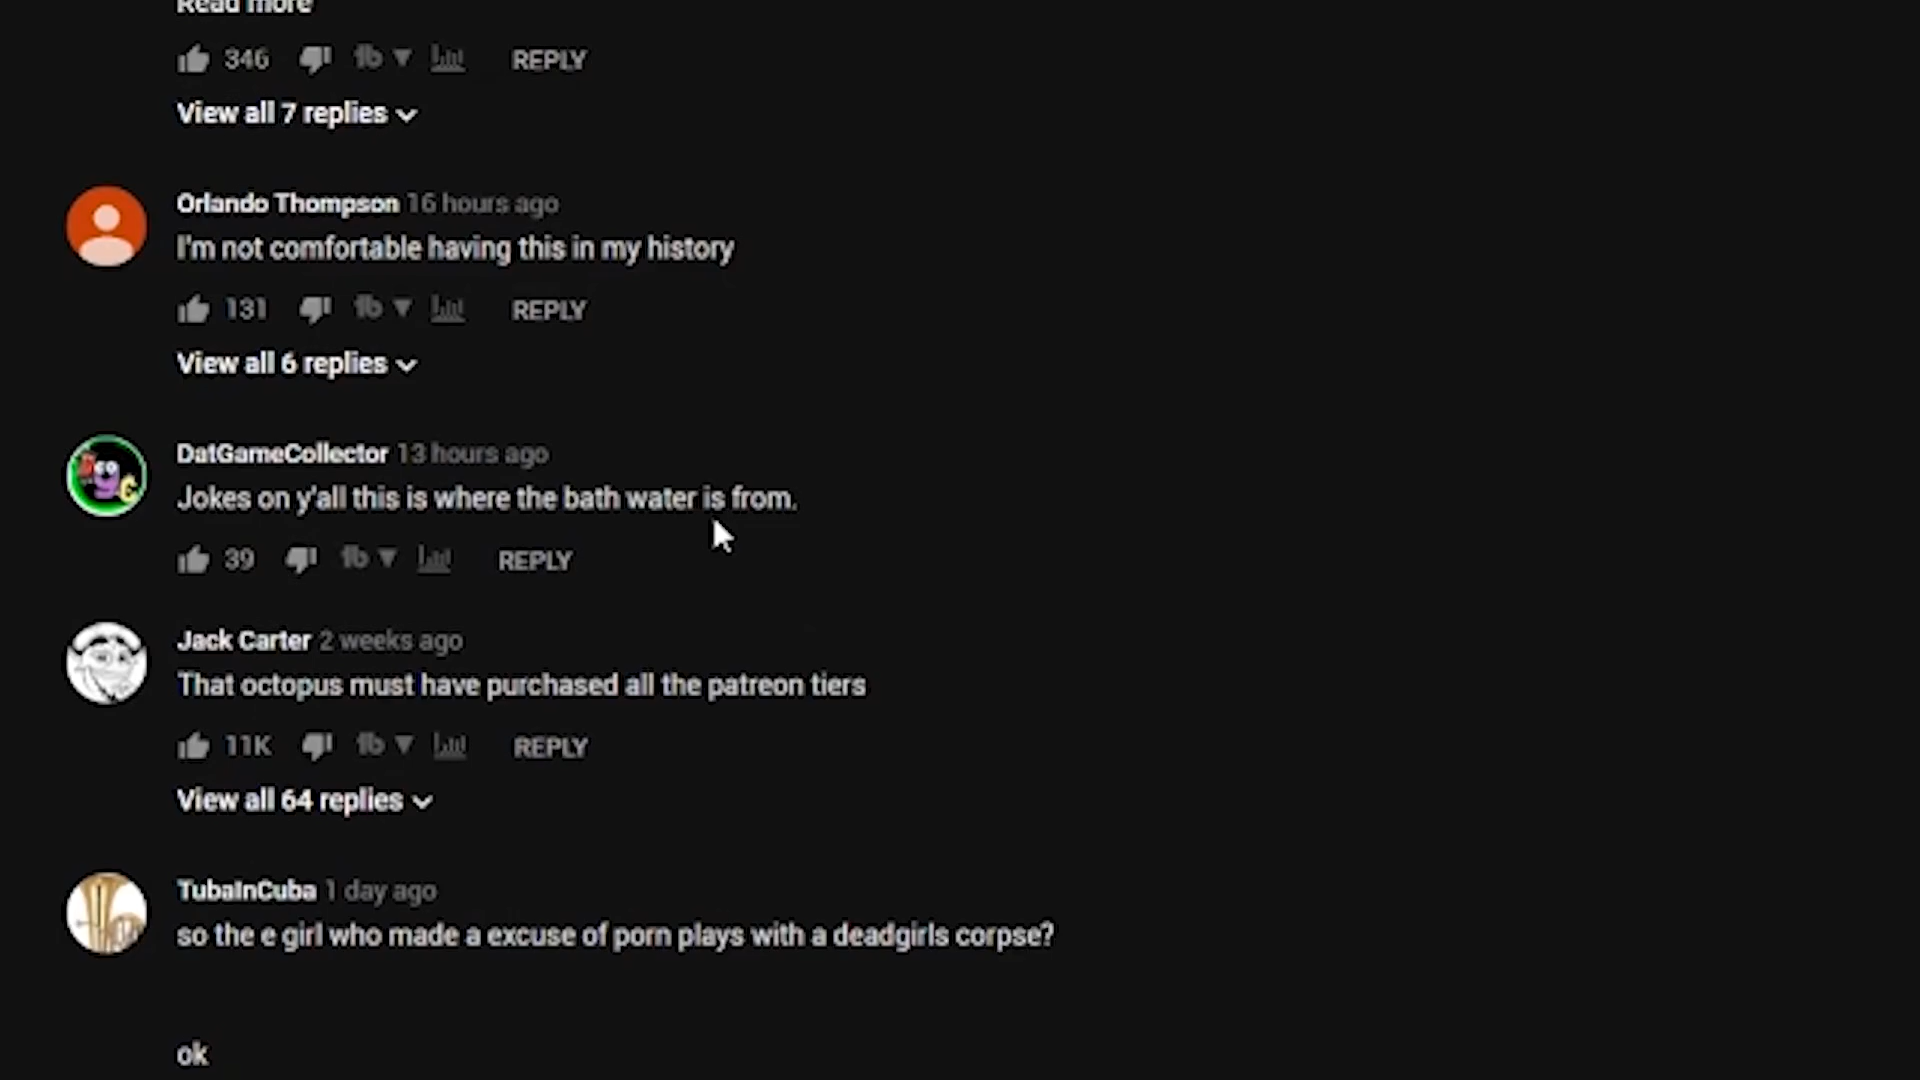 Read more
346 REPLY
View all 7 replies
Orlando Thompson 16 hours ago
I'm not comfortable having this in my history
131 REPLY
View all 6 replies
DatGameCollector 13 hours ago
Jokes on y'all this is where the bath water is from.
39 REPLY
Jack Carter 2 weeks ago
That octopus must have purchased all the patreon tiers
11K REPLY
View all 64 replies
TubaInCuba 1 day ago
so the e girl who made a excuse of porn plays with a deadgirls corpse?
ok